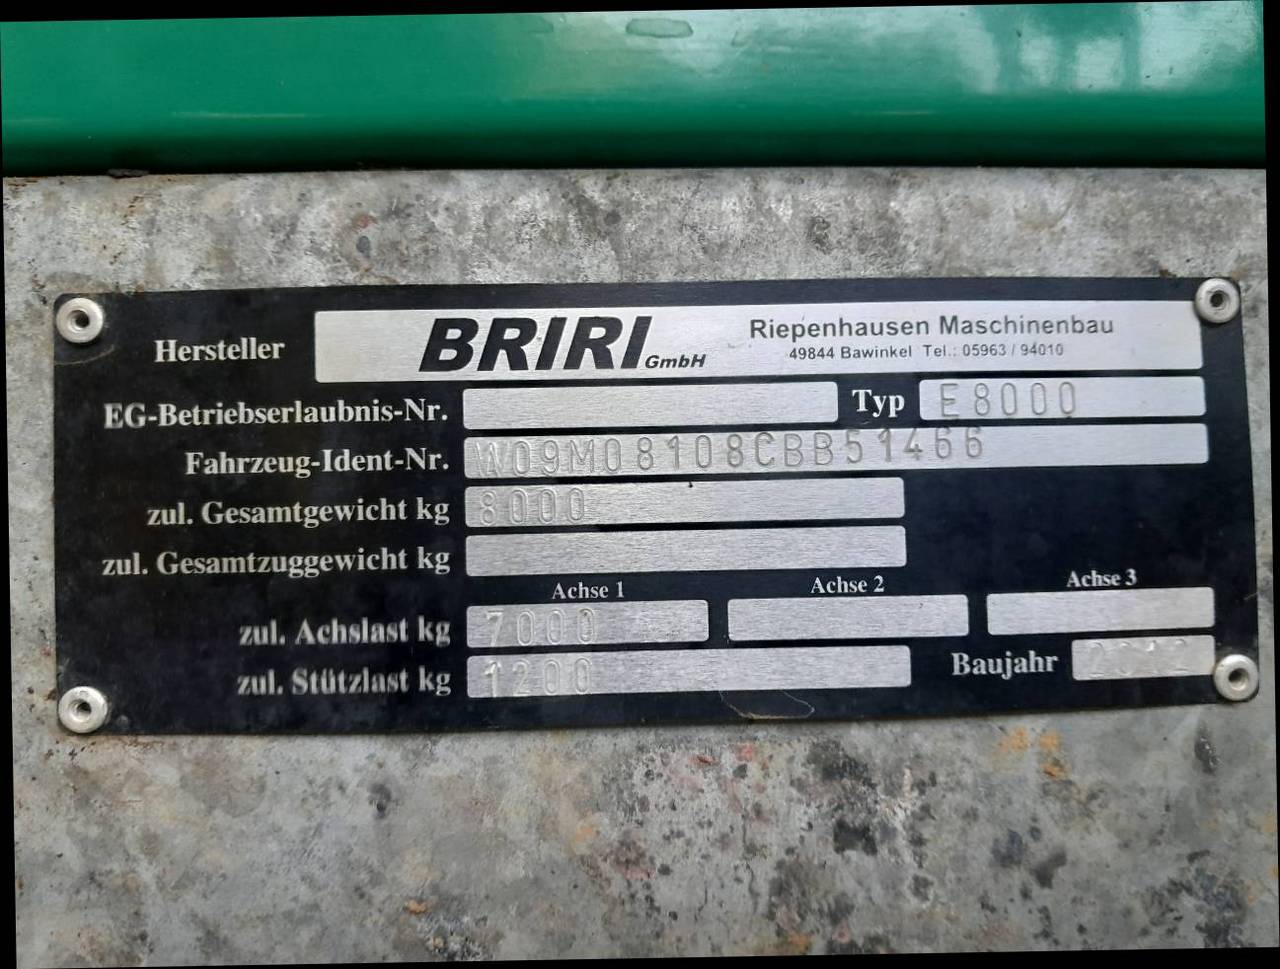 Hersteller BRIRI GmbH Riepenhausen Maschinenbau
49844 Bawinkel Tel.: 05963 / 94010
EG-Betriebserlaubnis-Nr. Typ E8000
Fahrzeug-Ident-Nr. W09M08108CBB51466
zul. Gesamtgewicht kg 8000
zul. Gesamtzuggewicht kg
Achse 1 Achse 2 Achse 3
zul. Achslast kg 7000
zul. Stützlast kg 1200 Baujahr 2012